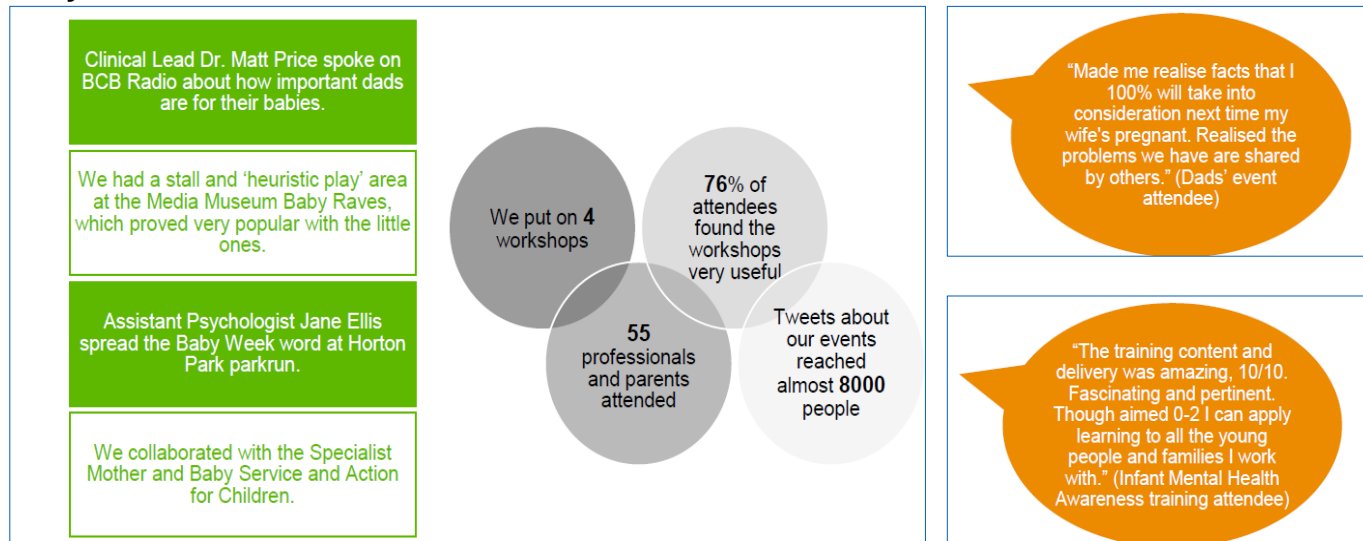 Clinical Lead Dr. Matt Price spoke on
BCB Radio about how important dads
are for their babies.
We had a stall and ‘heuristic play’ area
at the Media Museum Baby Raves,
which proved very popular with the little
ones.
Assistant Psychologist Jane Ellis
spread the Baby Week word at Horton
Park parkrun.
We collaborated with the Specialist
Mother and Baby Service and Action
for Children.
We put on 4
workshops
76% of
attendees
found the
workshops
very useful
55
professionals
and parents
attended
Tweets about
our events
reached
almost 8000
people
“Made me realise facts that I
100% will take into
consideration next time my
wife's pregnant. Realised the
problems we have are shared
by others.” (Dads’ event
attendee)
“The training content and
delivery was amazing, 10/10.
Fascinating and pertinent.
Though aimed 0-2 I can apply
learning to all the young
people and families I work
with.” (Infant Mental Health
Awareness training attendee)